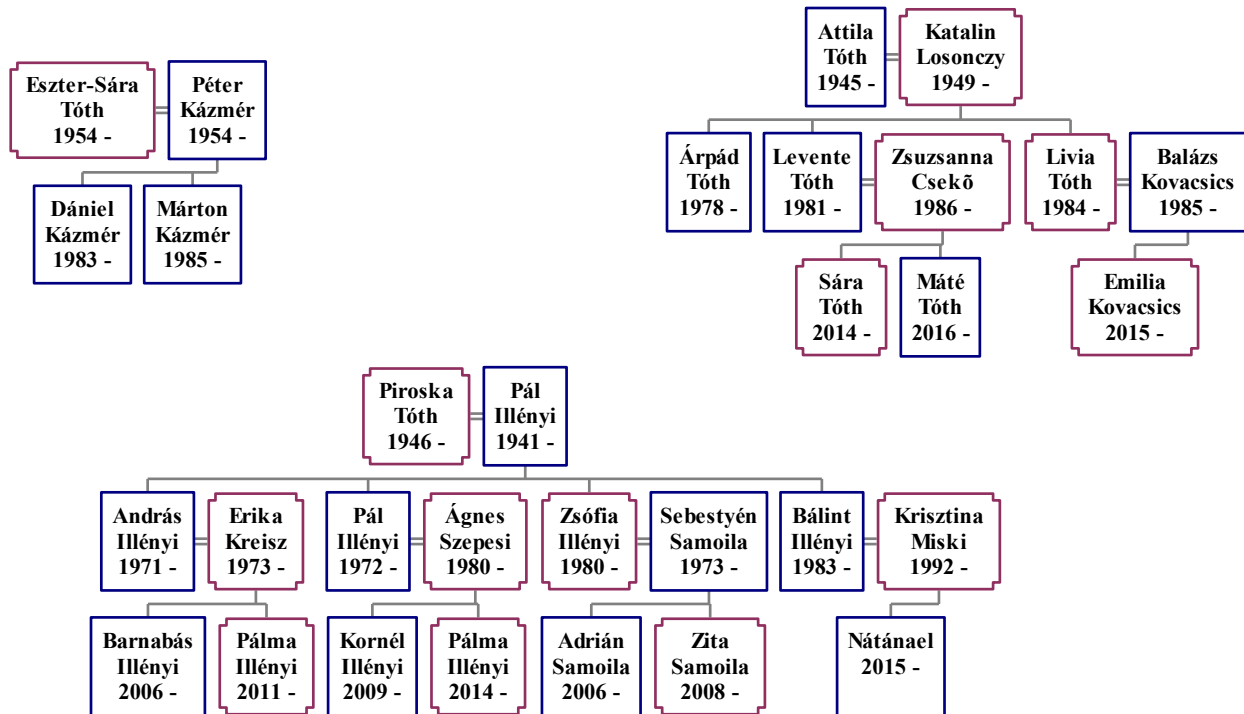 Attila
Tóth
1945 -
Katalin
Losonczy
1949 -
Eszter-Sára
Tóth
1954 -
Péter
Kázmér
1954 -
Árpád
Tóth
1978 -
Levente
Tóth
1981 -
Zsuzsanna
Csekõ
1986 -
Livia
Tóth
1984 -
Balázs
Kovacsics
1985 -
Dániel
Kázmér
1983 -
Márton
Kázmér
1985 -
Sára
Tóth
2014 -
Máté
Tóth
2016 -
Emilia
Kovacsics
2015 -
Piroska
Tóth
1946 -
Pál
Illényi
1941 -
András
Illényi
1971 -
Erika
Kreisz
1973 -
Pál
Illényi
1972 -
Ágnes
Szepesi
1980 -
Zsófia
Illényi
1980 -
Sebestyén
Samoila
1973 -
Bálint
Illényi
1983 -
Krisztina
Miski
1992 -
Barnabás
Illényi
2006 -
Pálma
Illényi
2011 -
Kornél
Illényi
2009 -
Pálma
Illényi
2014 -
Adrián
Samoila
2006 -
Zita
Samoila
2008 -
Nátánael
2015 -